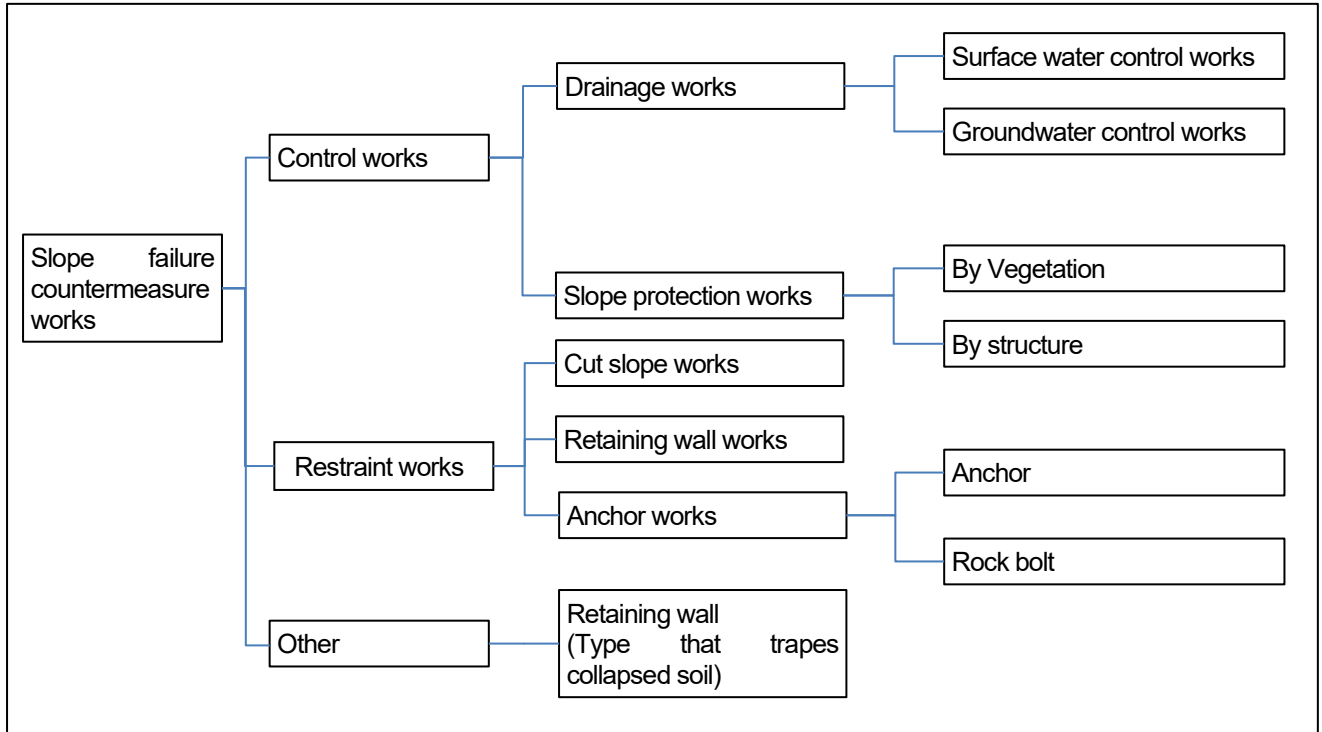 Slope failure
countermeasure
works
Control works
Drainage works
Surface water control works
Groundwater control works
Slope protection works
By Vegetation
By structure
Restraint works
Cut slope works
Retaining wall works
Anchor works
Anchor
Rock bolt
Other
Retaining wall
(Type that trapes
collapsed soil)